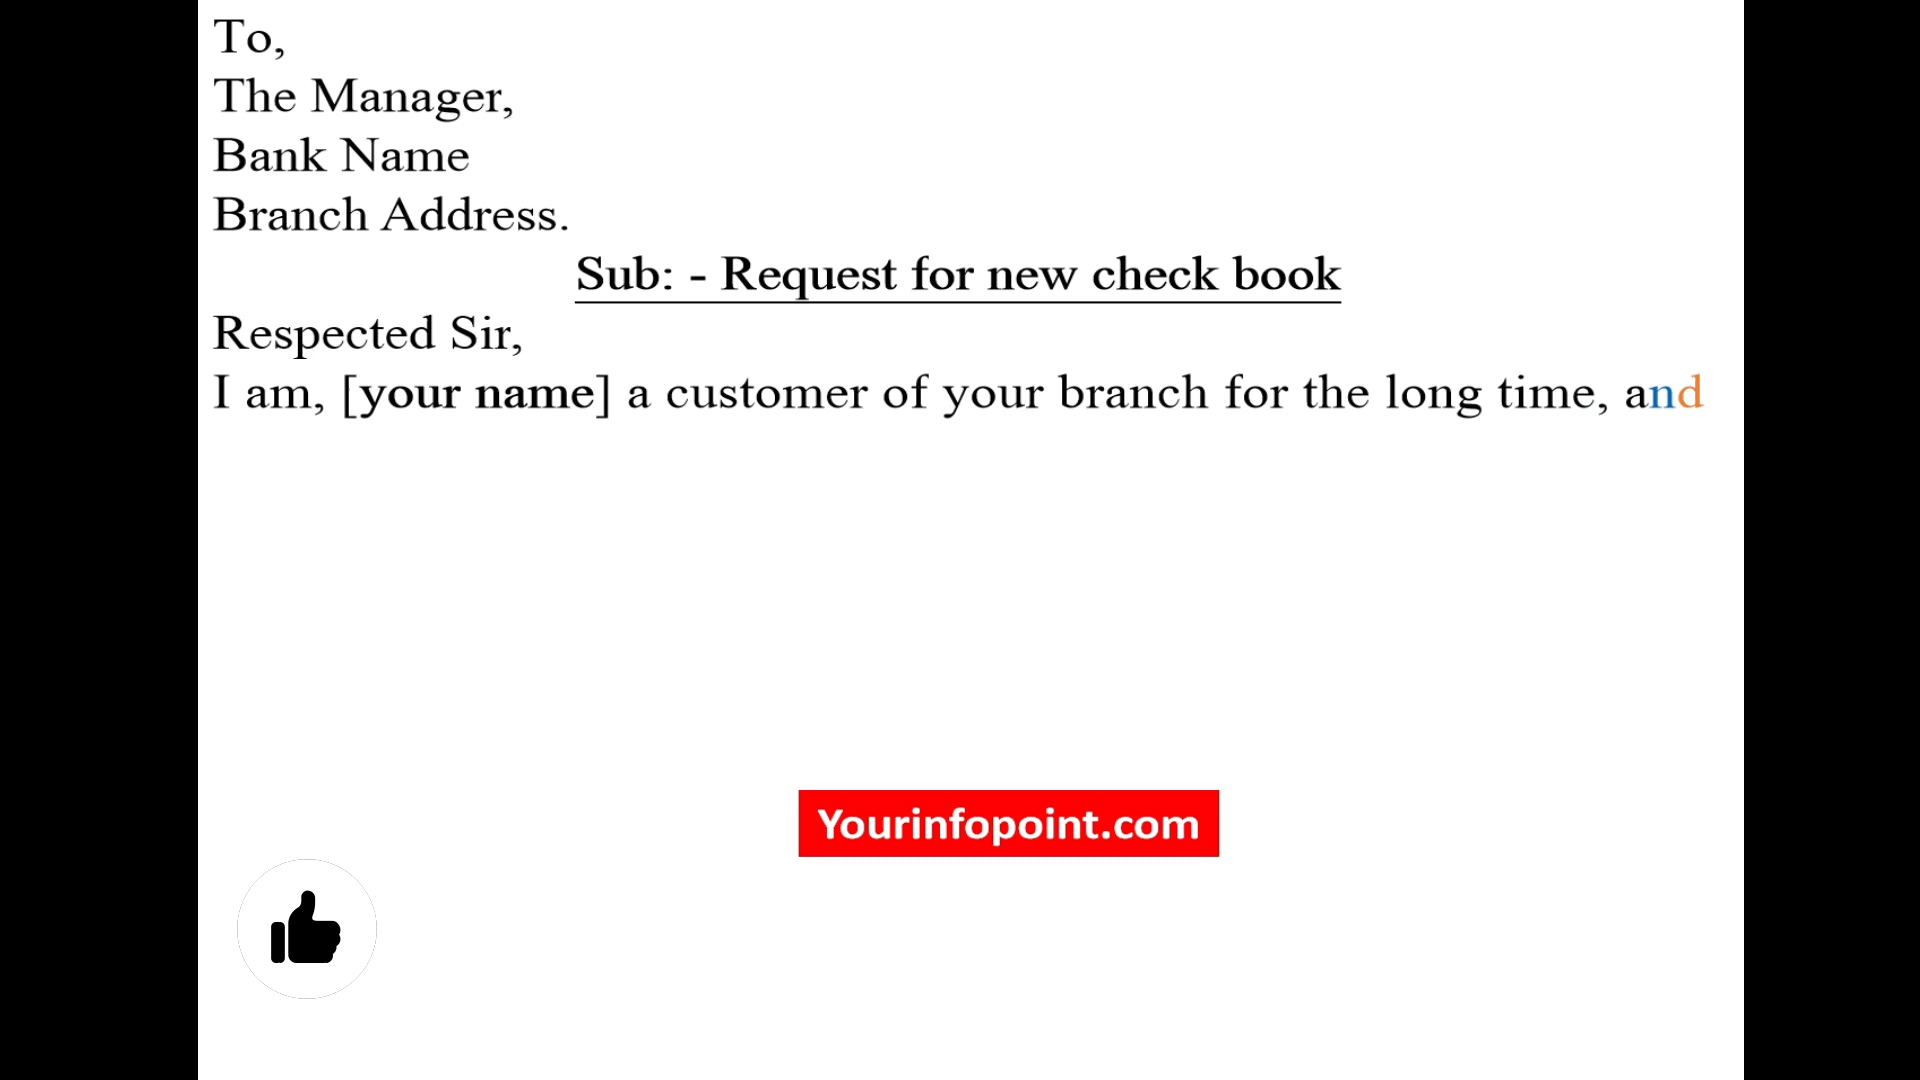 To,
The Manager,
Bank Name
Branch Address.
Sub: - Request for new check book
Respected Sir,
I am, [your name] a customer of your branch for the long time, and
Yourinfopoint.com